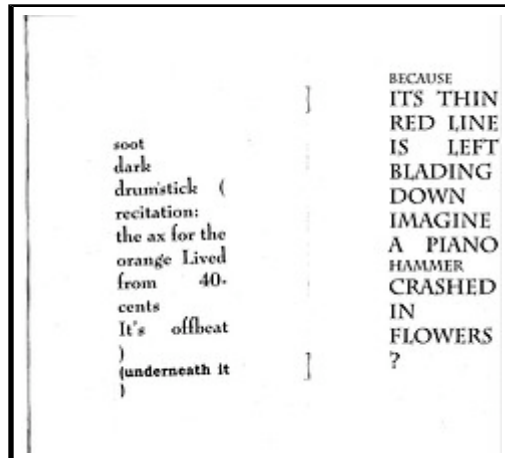 soot
dark
drumstick (
recitation:
the ax for the
orange Lived
from 40-
cents
It's offbeat
)
(underneath it
)
]
]
BECAUSE
ITS THIN
RED LINE
IS LEFT
BLADING
DOWN
IMAGINE
A PIANO
HAMMER
CRASHED
IN
FLOWERS
?